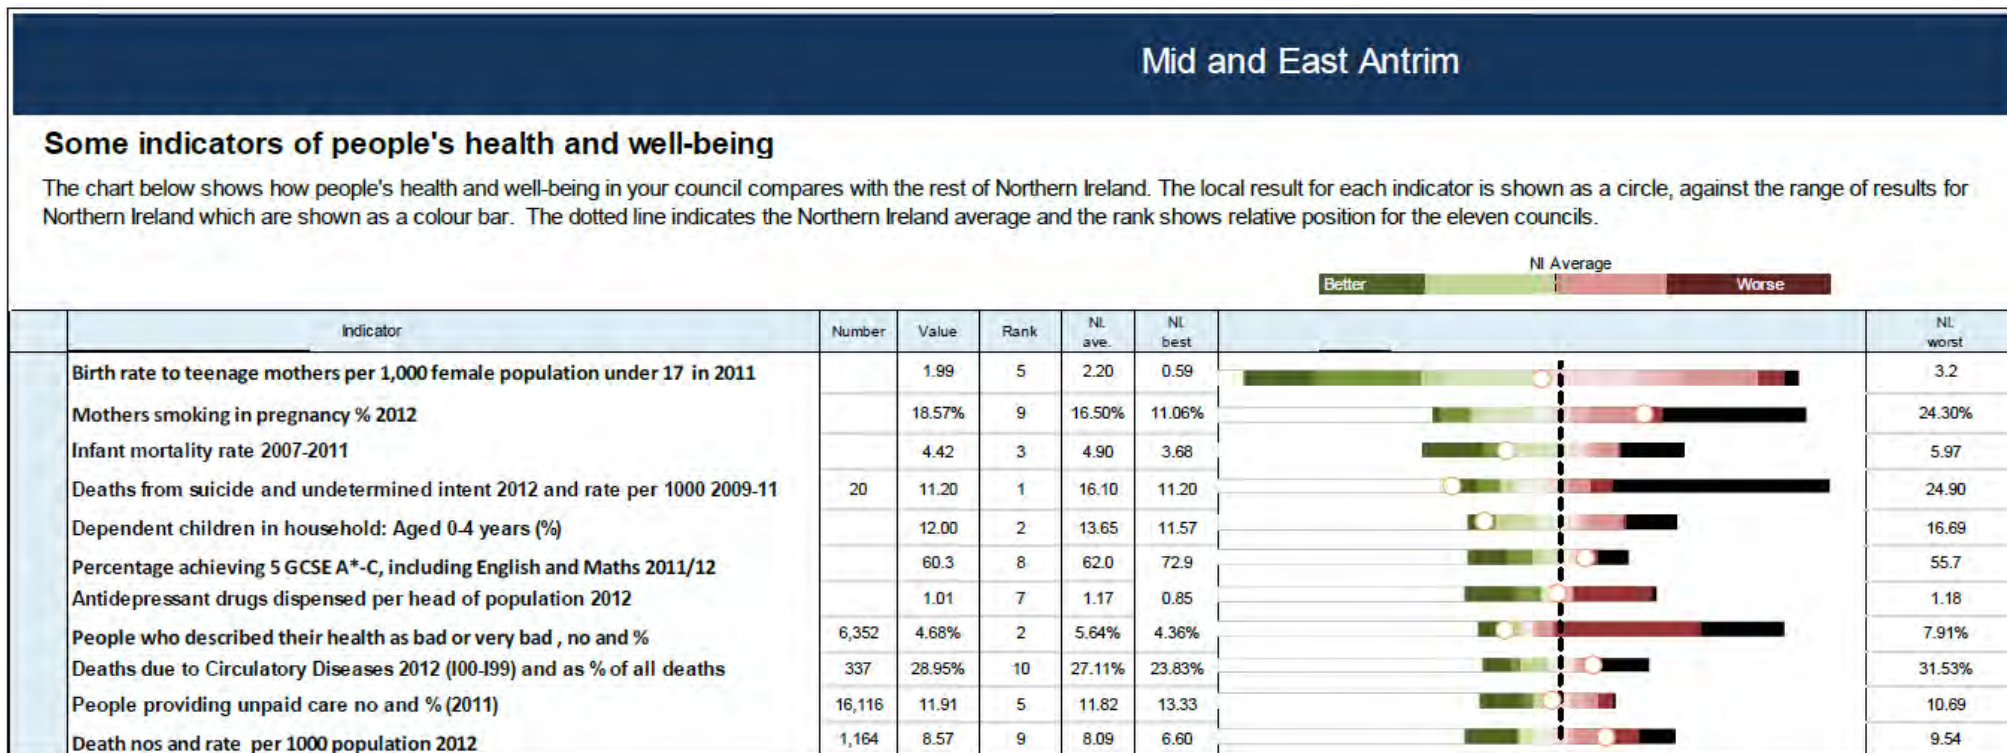 Mid and East Antrim
Some indicators of people's health and well-being
The chart below shows how people's health and well-being in your council compares with the rest of Northern Ireland. The local result for each indicator is shown as a circle, against the range of results for
Northern Ireland which are shown as a colour bar. The dotted line indicates the Northern Ireland average and the rank shows relative position for the eleven councils.
NI Average
Better Worse
Indicator Number Value Rank NI. ave. NI. best NI. worst
Birth rate to teenage mothers per 1,000 female population under 17 in 2011 1.99 5 2.20 0.59 3.2
Mothers smoking in pregnancy % 2012 18.57% 9 16.50% 11.06% 24.30%
Infant mortality rate 2007-2011 4.42 3 4.90 3.68 5.97
Deaths from suicide and undetermined intent 2012 and rate per 1000 2009-11 20 11.20 1 16.10 11.20 24.90
Dependent children in household: Aged 0-4 years (%) 12.00 2 13.65 11.57 16.69
Percentage achieving 5 GCSE A*-C, including English and Maths 2011/12 60.3 8 62.0 72.9 55.7
Antidepressant drugs dispensed per head of population 2012 1.01 7 1.17 0.85 1.18
People who described their health as bad or very bad , no and % 6,352 4.68% 2 5.64% 4.36% 7.91%
Deaths due to Circulatory Diseases 2012 (I00-I99) and as % of all deaths 337 28.95% 10 27.11% 23.83% 31.53%
People providing unpaid care no and % (2011) 16,116 11.91 5 11.82 13.33 10.69
Death nos and rate per 1000 population 2012 1,164 8.57 9 8.09 6.60 9.54